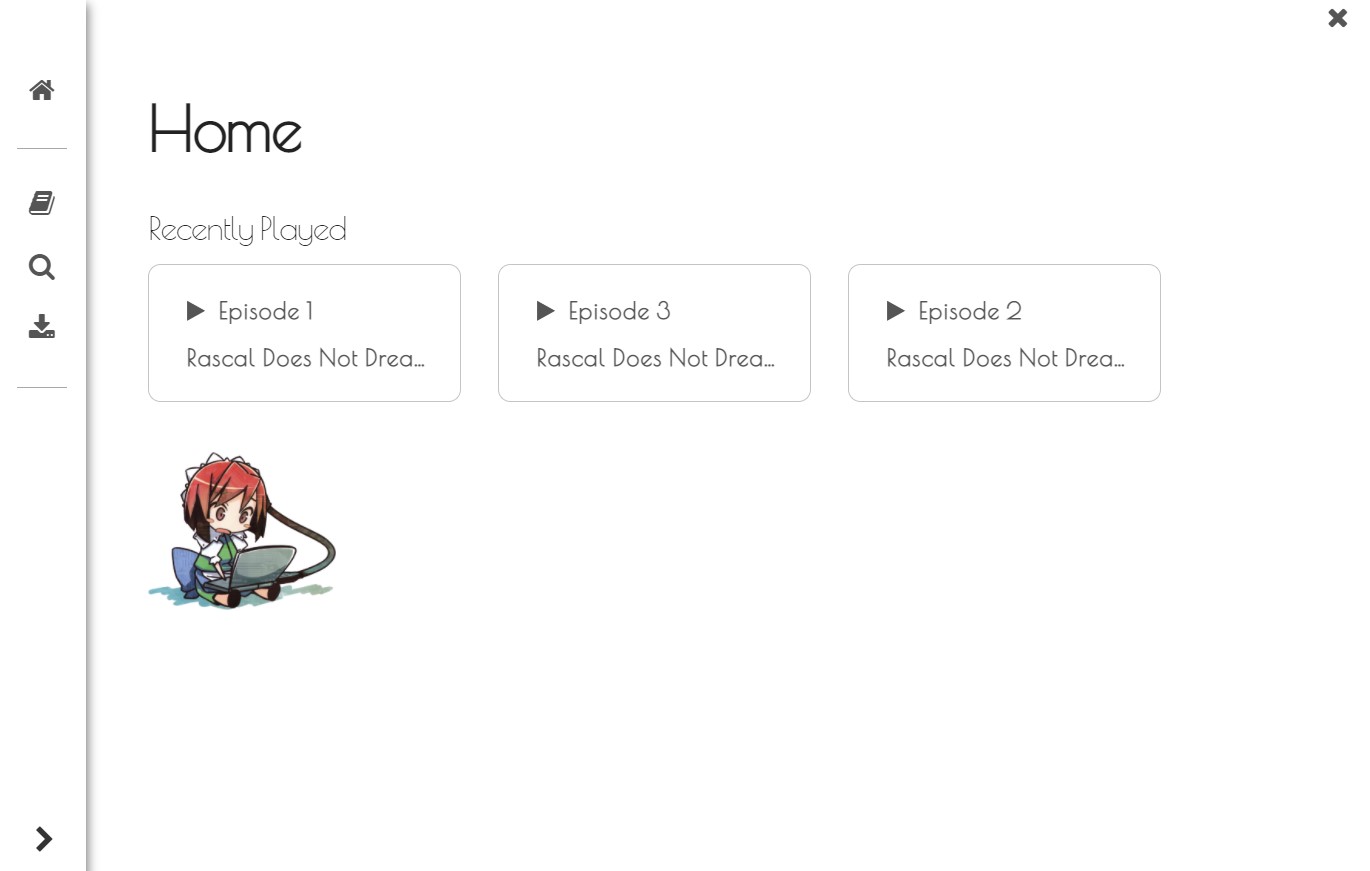 Home
Recently Played
Episode 1
Episode 3
Episode 2
Rascal Does Not Drea...
Rascal Does Not Drea...
Rascal Does Not Drea...